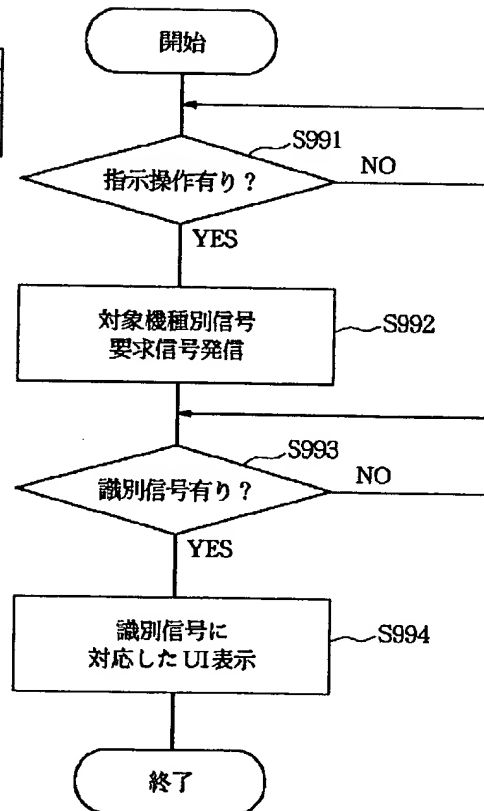 開始
S991
指示操作有り？
NO
YES
対象機種別信号
要求信号発信
S992
S993
識別信号有り？
NO
YES
識別信号に
対応したUI表示
S994
終了